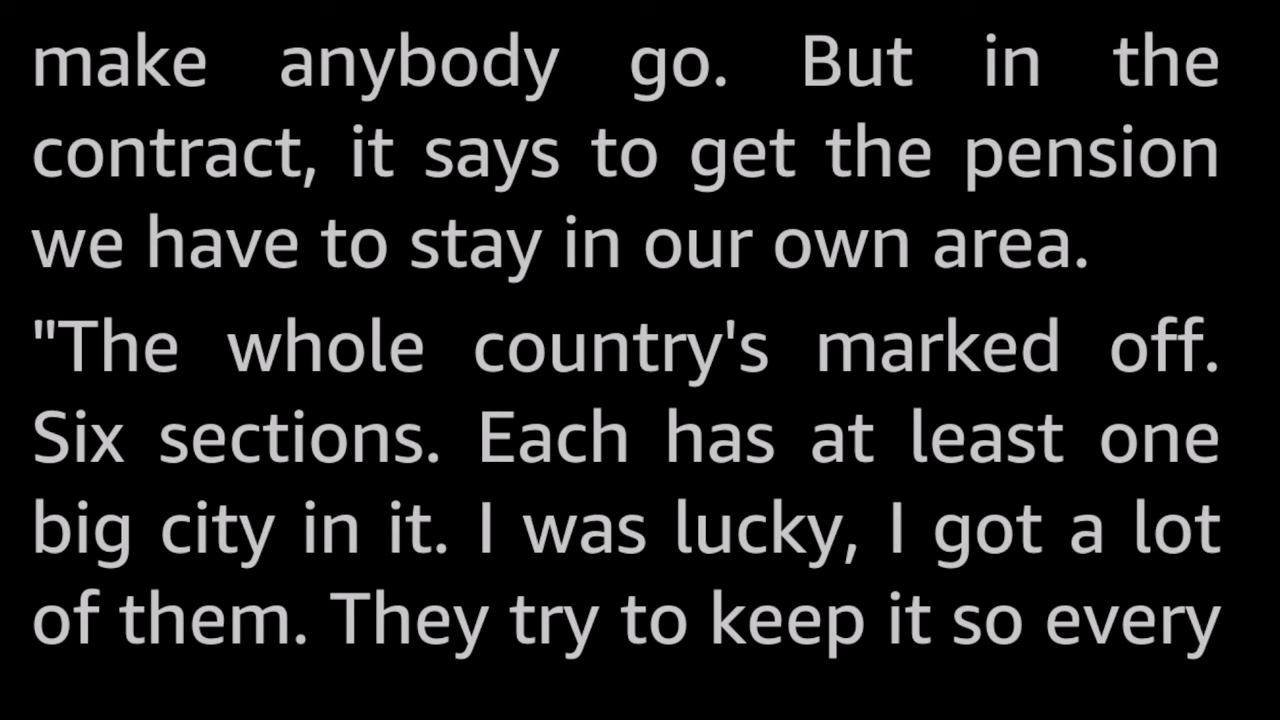 make anybody go. But in the
contract, it says to get the pension
we have to stay in our own area.
"The whole country's marked off.
Six sections. Each has at least one
big city in it. I was lucky, I got a lot
of them. They try to keep it so every